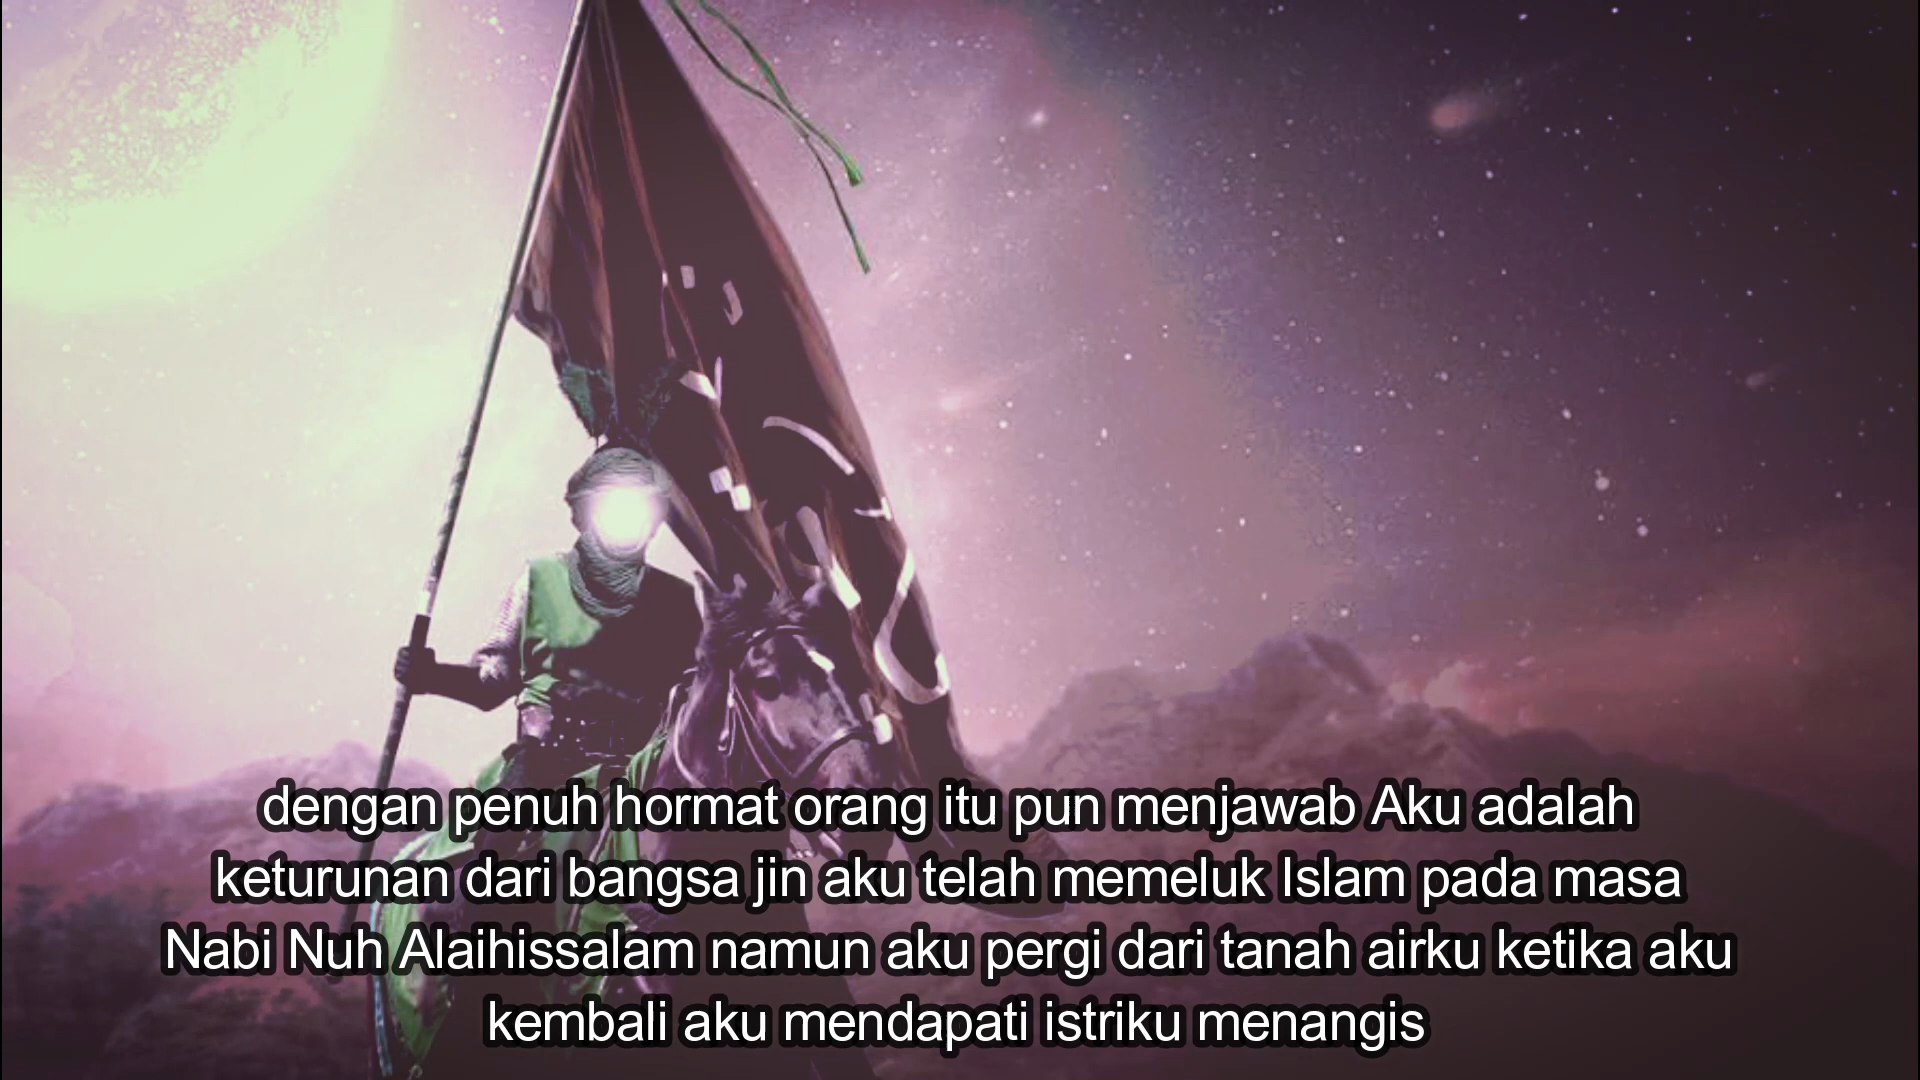 dengan penuh hormat orang itu pun menjawab Aku adalah
keturunan dari bangsa jin aku telah memeluk Islam pada masa
Nabi Nuh Alaihissalam namun aku pergi dari tanah airku ketika aku
kembali aku mendapati istriku menangis